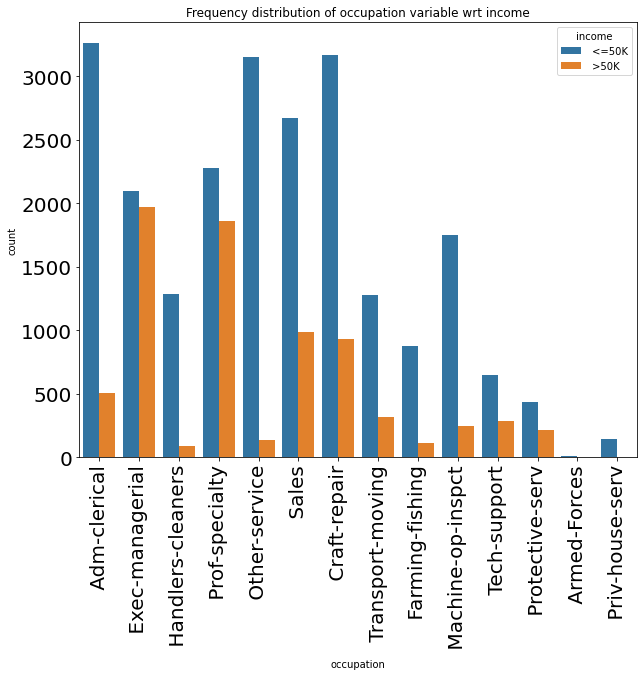 Frequency distribution of occupation variable wrt income
income
<=50K
>50K
3000
2500
2000
1500
1000
500
0
count
Adm-clerical
Exec-managerial
Handlers-cleaners
Prof-specialty
Other-service
Sales
Craft-repair
Transport-moving
Farming-fishing
Machine-op-inspct
Tech-support
Protective-serv
Armed-Forces
Priv-house-serv
occupation